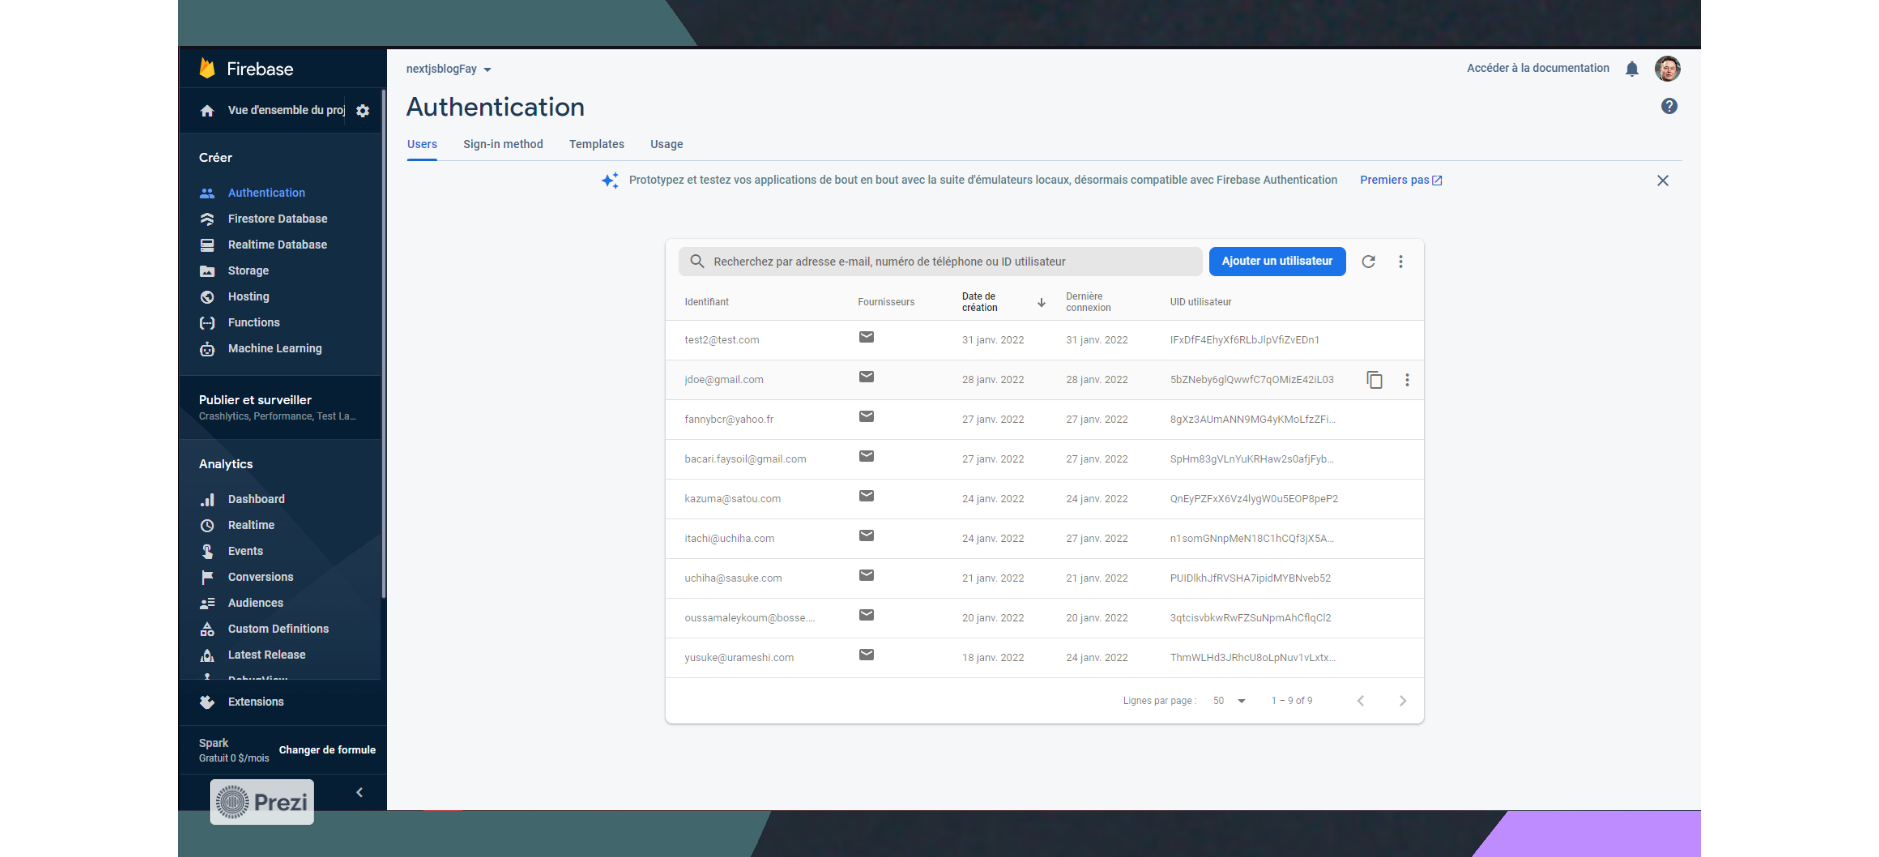 Firebase
Vue d'ensemble du proj
Créer
Authentication
Firestore Database
Realtime Database
Storage
Hosting
Functions
Machine Learning
Publier et surveiller
Crashlytics, Performance, Test La...
Analytics
Dashboard
Realtime
Events
Conversions
Audiences
Custom Definitions
Latest Release
DebugView
Extensions
Spark
Gratuit 0 $/mois
Changer de formule
Prezi
nextjsblogFay
Accéder à la documentation
Authentication
Users Sign-in method Templates Usage
Prototypez et testez vos applications de bout en bout avec la suite d'émulateurs locaux, désormais compatible avec Firebase Authentication Premiers pas
Recherchez par adresse e-mail, numéro de téléphone ou ID utilisateur
Ajouter un utilisateur
Identifiant Fournisseurs Date de création Dernière connexion UID utilisateur
test2@test.com 31 janv. 2022 31 janv. 2022 IFxDfF4EhyXf6RLbJlpVfiZvEDn1
jdoe@gmail.com 28 janv. 2022 28 janv. 2022 5bZNeby6glQwwfC7qOMizE42iL03
fannybcr@yahoo.fr 27 janv. 2022 27 janv. 2022 8gXz3AUmANN9MG4yKMoLfzZFi...
bacari.faysoil@gmail.com 27 janv. 2022 27 janv. 2022 SpHm83gVLnYuKRHaw2s0afjFyb...
kazuma@satou.com 24 janv. 2022 24 janv. 2022 QnEyPZFxX6Vz4lygW0u5EOP8peP2
itachi@uchiha.com 24 janv. 2022 27 janv. 2022 n1somGNnpMeN18C1hCQf3jX5A...
uchiha@sasuke.com 21 janv. 2022 21 janv. 2022 PUIDlkhJfRVSHA7ipidMYBNveb52
oussamaleykoum@bosse.... 20 janv. 2022 20 janv. 2022 3qtcisvbkwRwFZSuNpmAhCflqCl2
yusuke@urameshi.com 18 janv. 2022 24 janv. 2022 ThmWLHd3JRhcU8oLpNuv1vLxtx...
Lignes par page : 50 1 – 9 of 9